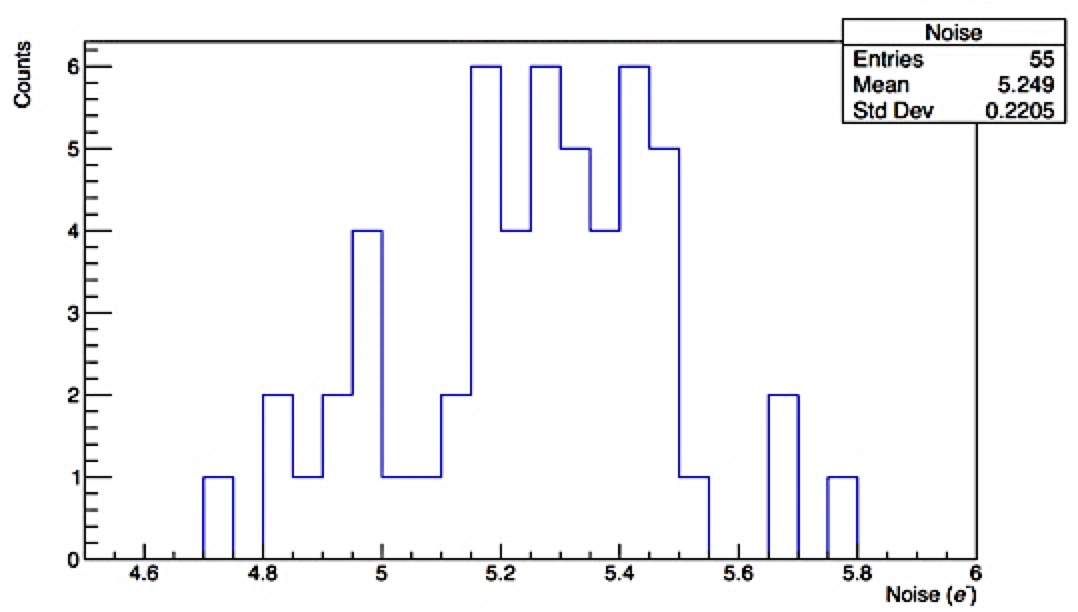 Noise
Entries 55
Mean 5.249
Std Dev 0.2205
Counts
6
5
4
3
2
1
0
4.6 4.8 5 5.2 5.4 5.6 5.8 6
Noise (e⁻)